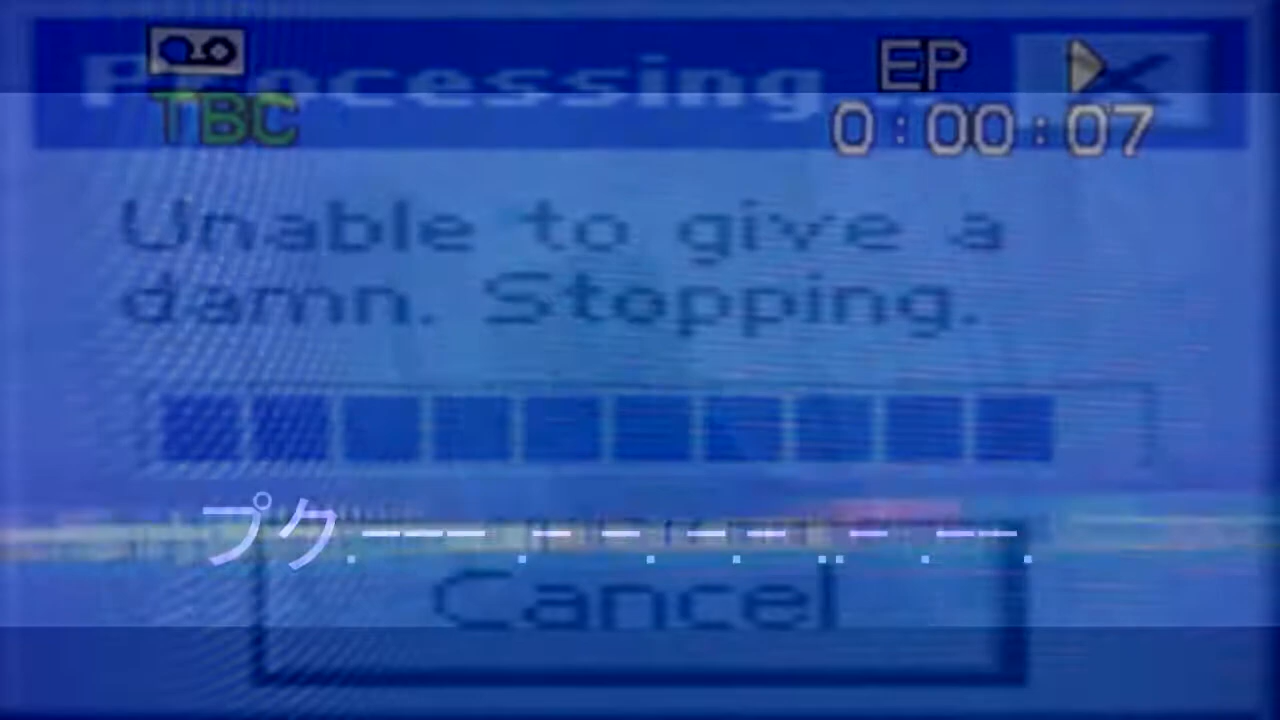 Processing ...
EP
TBC
0:00:07
Unable to give a
damn. Stopping.
プク.--- .- -. -.- ..- .--.
Cancel